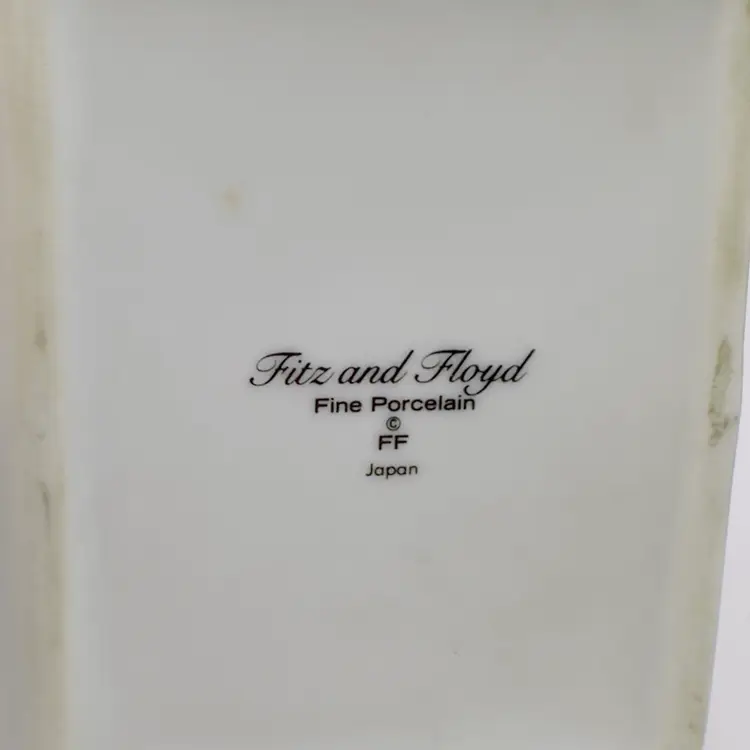 Fitz and Floyd
Fine Porcelain
©
FF
Japan